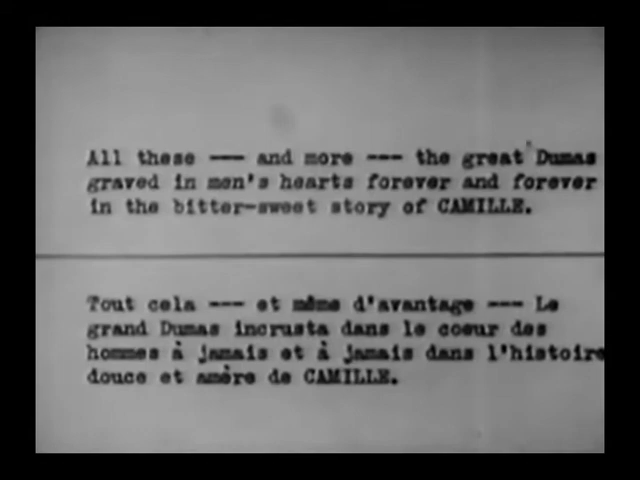 All these --- and more --- the great Dumas
graved in men's hearts forever and forever
in the bitter-sweet story of CAMILLE.
Tout cela --- et même d'avantage --- Le
grand Dumas incrusta dans le coeur des
hommes à jamais et à jamais dans l'histoire
douce et amère de CAMILLE.